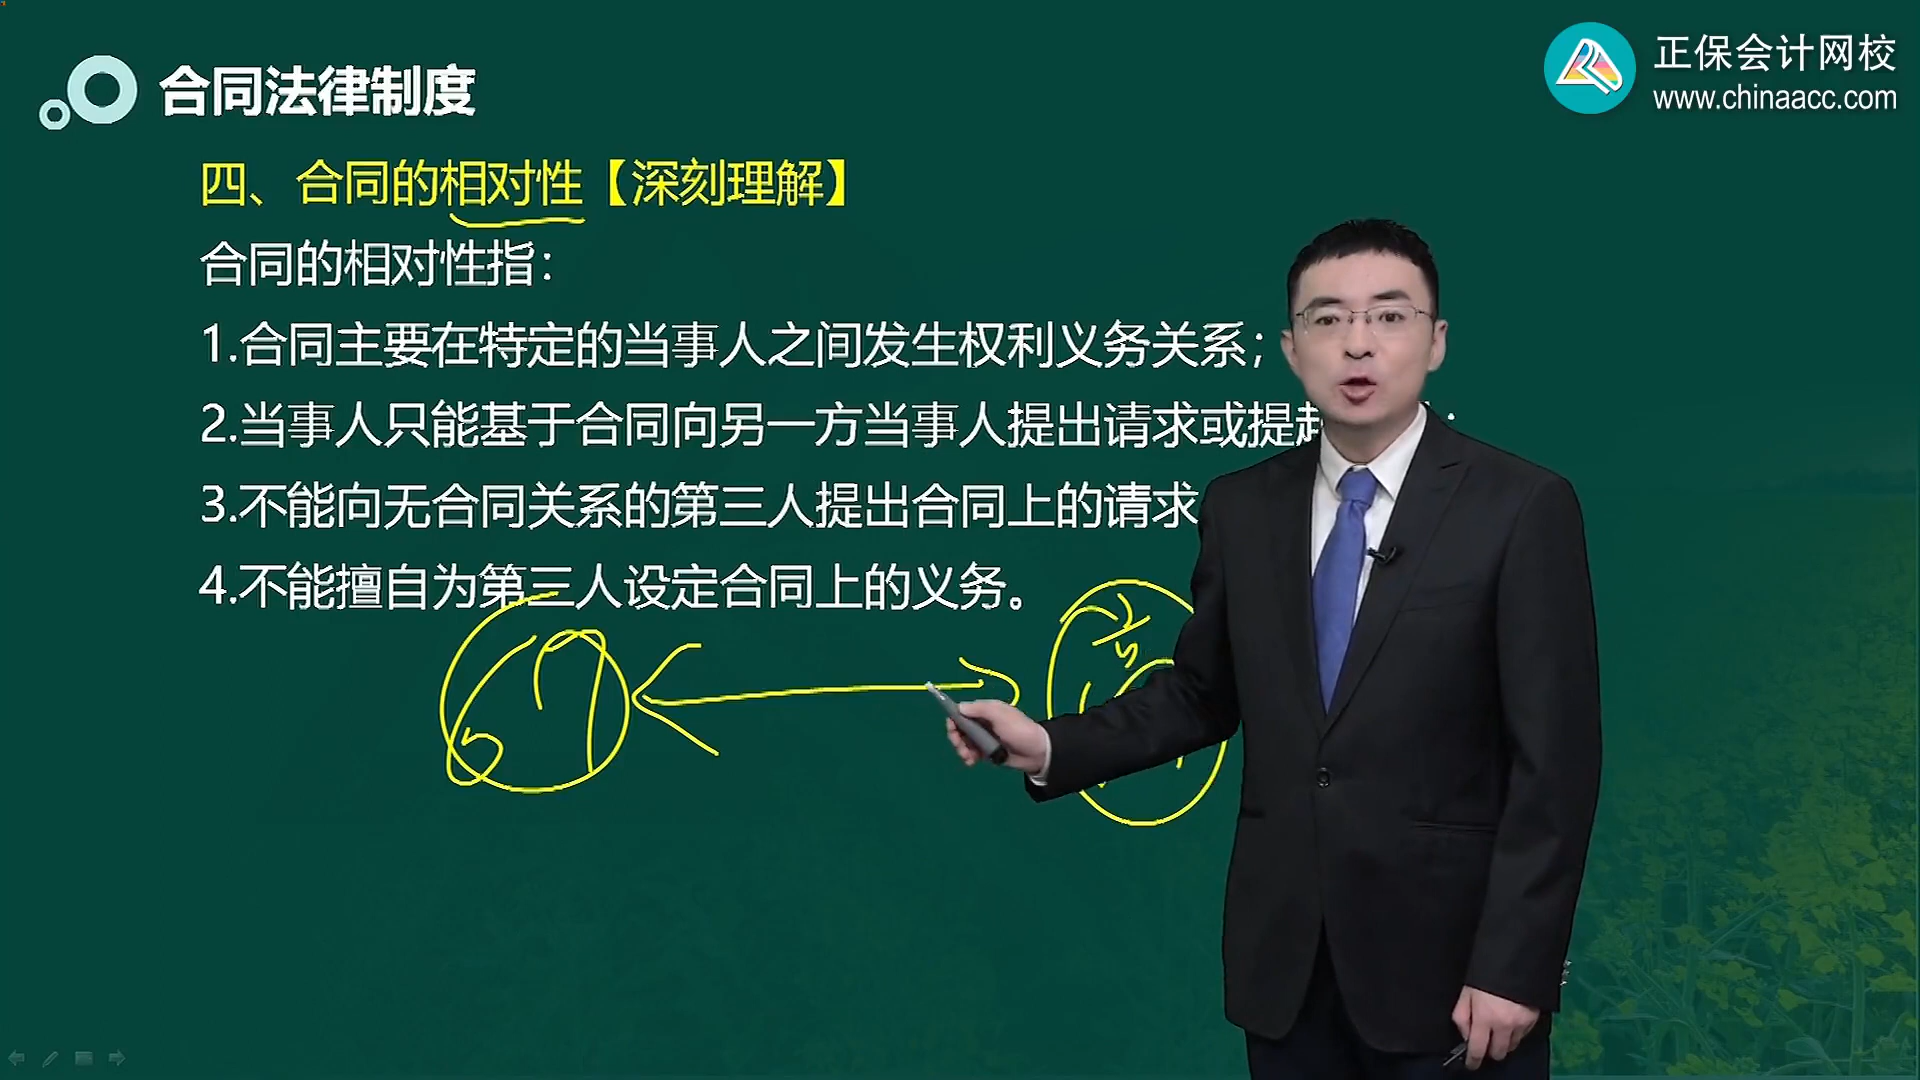 正保会计网校
www.chinaacc.com
合同法律制度
四、合同的相对性【深刻理解】
合同的相对性指：
1.合同主要在特定的当事人之间发生权利义务关系；
2.当事人只能基于合同向另一方当事人提出请求或提起
3.不能向无合同关系的第三人提出合同上的请求
4.不能擅自为第三人设定合同上的义务。